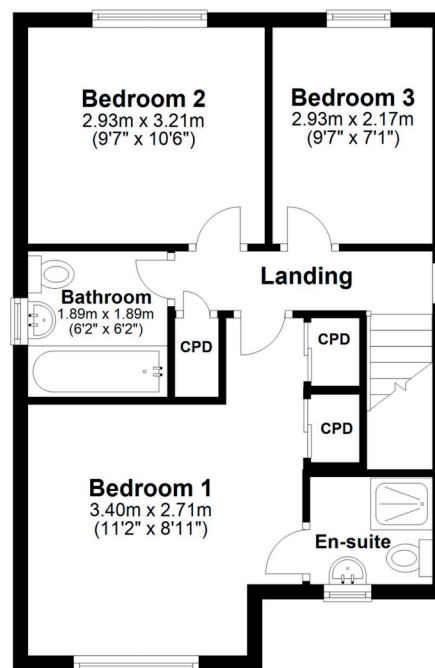 Bedroom 2
2.93m x 3.21m
(9'7" x 10'6")
Bedroom 3
2.93m x 2.17m
(9'7" x 7'1")
Landing
Bathroom
1.89m x 1.89m
(6'2" x 6'2")
CPD
CPD
CPD
Bedroom 1
3.40m x 2.71m
(11'2" x 8'11")
En-suite